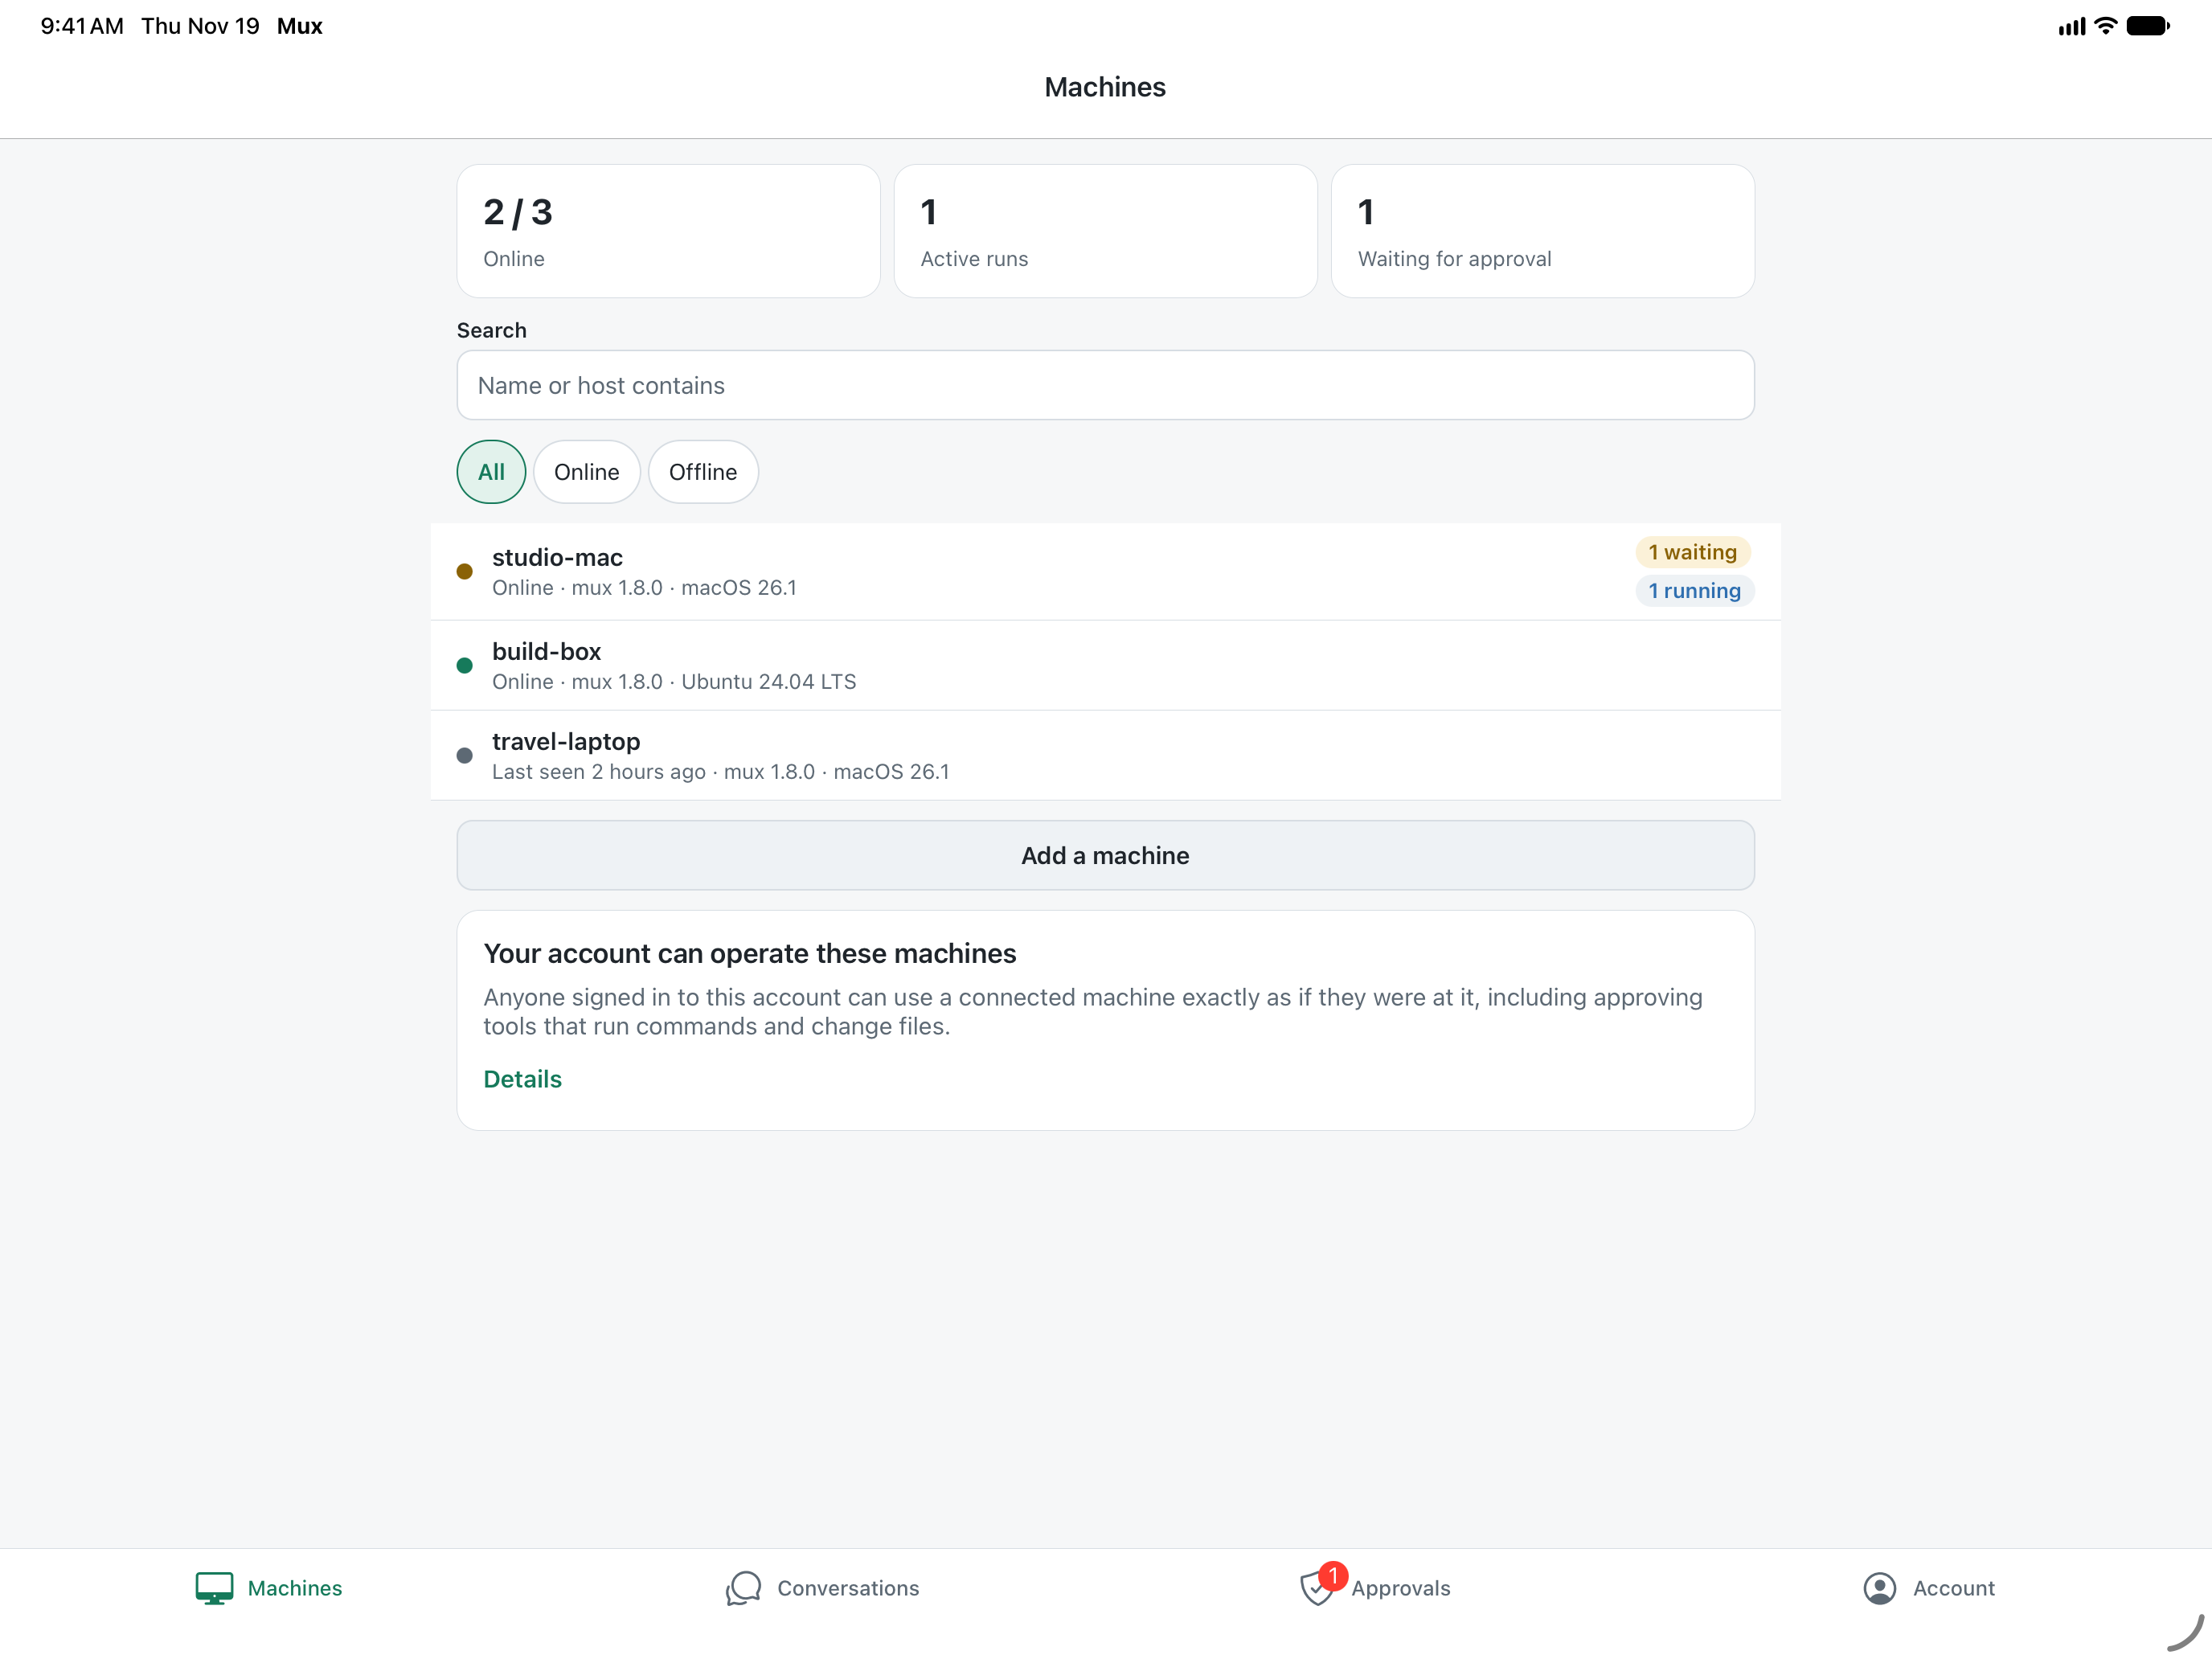 9:41 AM Thu Nov 19 Mux
Machines
2 / 3
Online
1
Active runs
1
Waiting for approval
Search
Name or host contains
All
Online
Offline
studio-mac
Online · mux 1.8.0 · macOS 26.1
1 waiting
1 running
build-box
Online · mux 1.8.0 · Ubuntu 24.04 LTS
travel-laptop
Last seen 2 hours ago · mux 1.8.0 · macOS 26.1
Add a machine
Your account can operate these machines
Anyone signed in to this account can use a connected machine exactly as if they were at it, including approving
tools that run commands and change files.
Details
Machines
Conversations
1
Approvals
Account